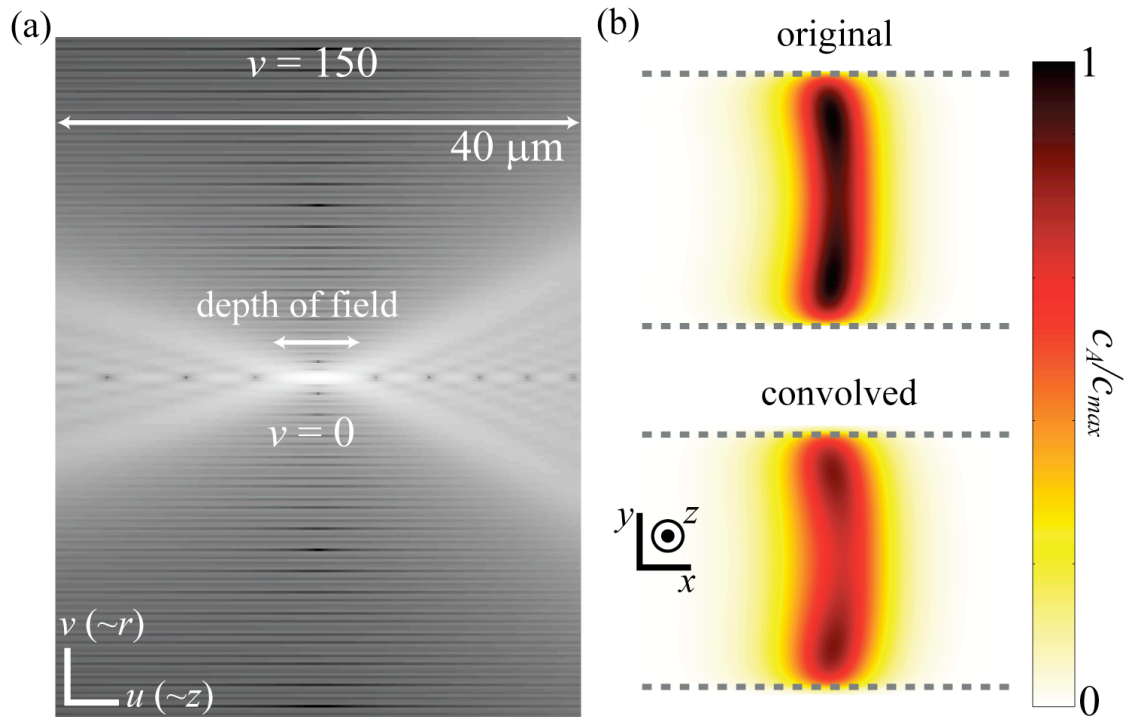 (a)
v = 150
40 μm
depth of field
v = 0
v (~r)
u (~z)
(b)
original
convolved
y
z
x
1
c_A/c_max
0